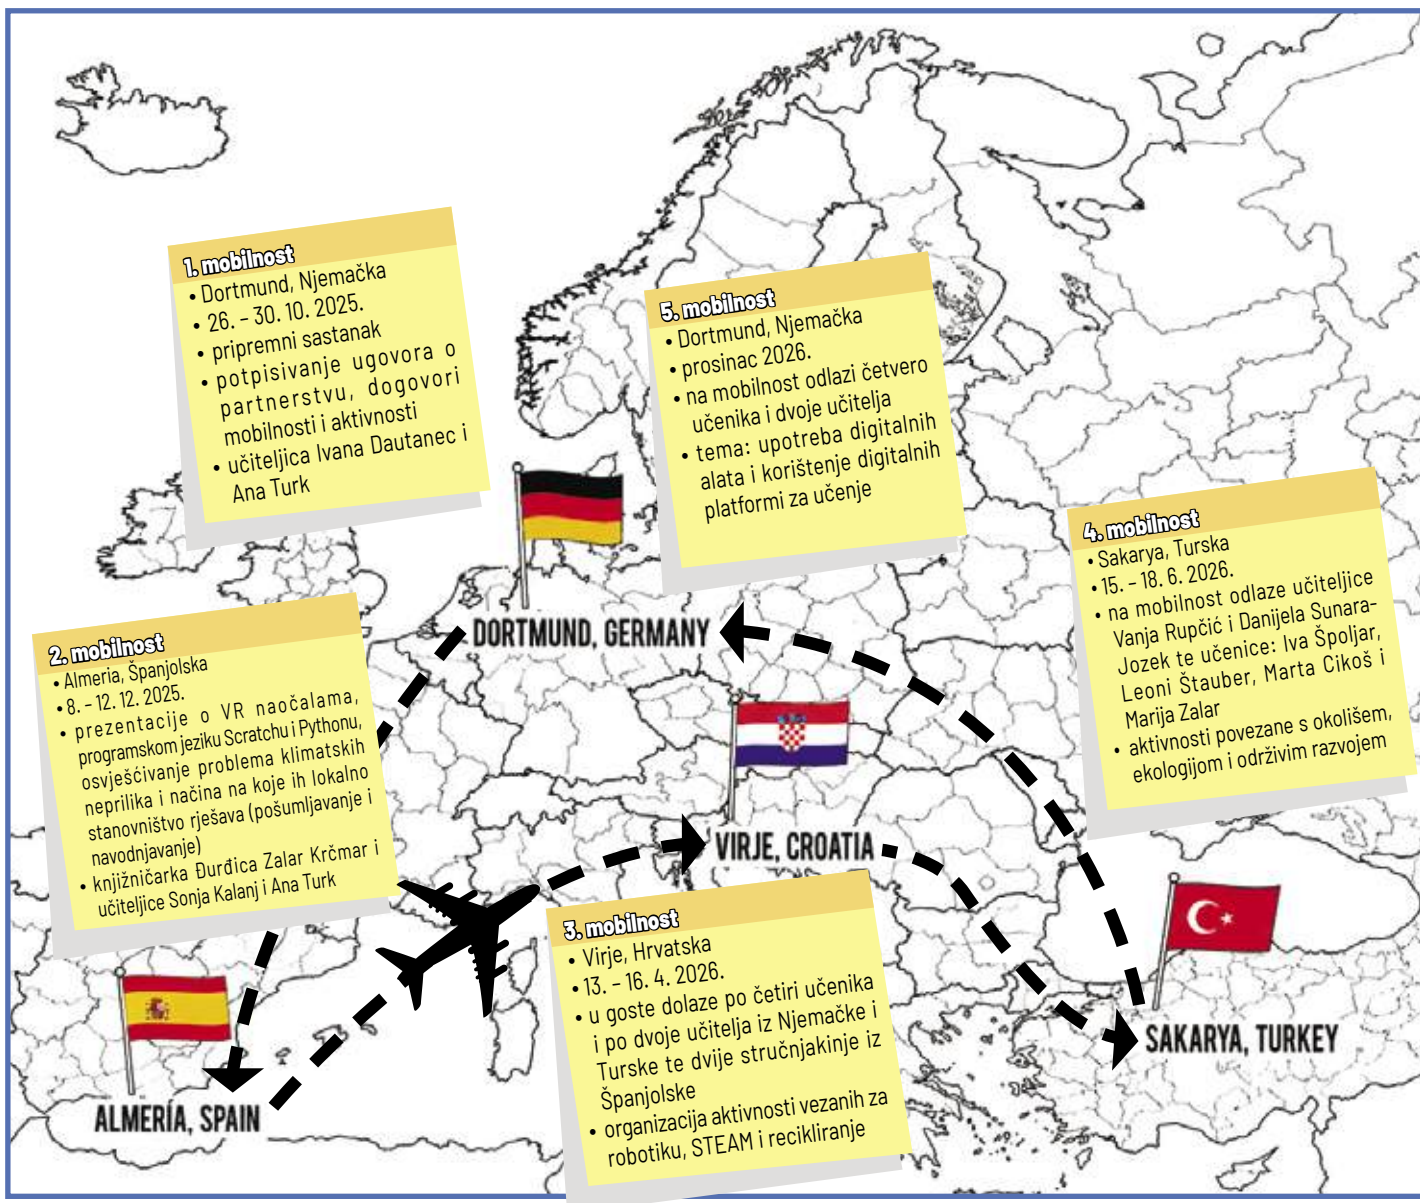 1. mobilnost
• Dortmund, Njemačka
• 26. – 30. 10. 2025.
• pripremni sastanak
• potpisivanje ugovora o
partnerstvu, dogovori
mobilnosti i aktivnosti
• učiteljica Ivana Dautanec i
Ana Turk
5. mobilnost
• Dortmund, Njemačka
• prosinac 2026.
• na mobilnost odlazi četvero
učenika i dvoje učitelja
• tema: upotreba digitalnih
alata i korištenje digitalnih
platformi za učenje
4. mobilnost
• Sakarya, Turska
• 15. – 18. 6. 2026.
• na mobilnost odlaze učiteljice
Vanja Rupčić i Danijela Sunara-
Jozek te učenice: Iva Špoljar,
Leoni Štauber, Marta Cikoš i
Marija Zalar
• aktivnosti povezane s okolišem,
ekologijom i održivim razvojem
2. mobilnost
• Almeria, Španjolska
• 8. – 12. 12. 2025.
• prezentacije o VR naočalama,
programskom jeziku Scratchu i Pythonu,
osvješćivanje problema klimatskih
neprilika i načina na koje ih lokalno
stanovništvo rješava (pošumljavanje i
navodnjavanje)
• knjižničarka Đurđica Zalar Krčmar i
učiteljice Sonja Kalanj i Ana Turk
DORTMUND, GERMANY
VIRJE, CROATIA
3. mobilnost
• Virje, Hrvatska
• 13. – 16. 4. 2026.
• u goste dolaze po četiri učenika
i po dvoje učitelja iz Njemačke i
Turske te dvije stručnjakinje iz
Španjolske
• organizacija aktivnosti vezanih za
robotiku, STEAM i recikliranje
SAKARYA, TURKEY
ALMERÍA, SPAIN